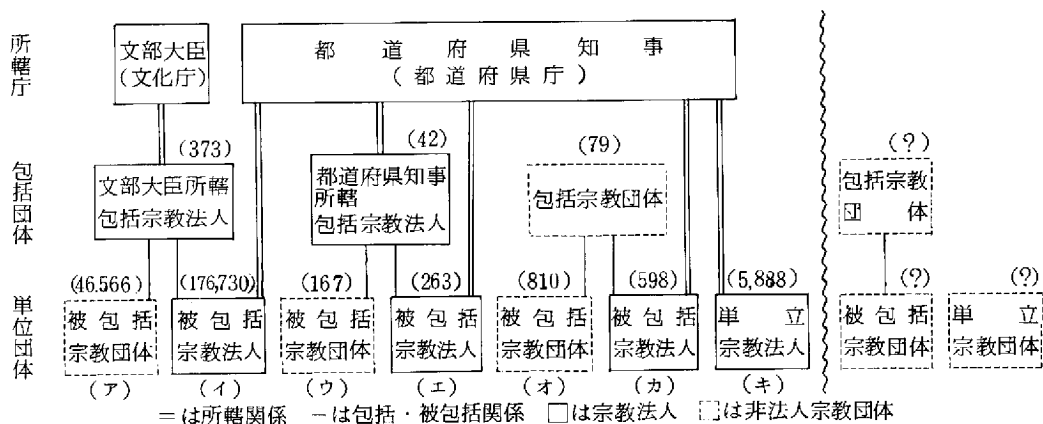 所轄庁
文部大臣
(文化庁)
都道府県知事
(都道府県庁)
包括団体
(373)
文部大臣所轄
包括宗教法人
(42)
都道府県知事
所轄
包括宗教法人
(79)
包括宗教団体
(?)
包括宗教
団体
単位団体
(46.566)
被包括
宗教団体
(ア)
(176,730)
被包括
宗教法人
(イ)
(167)
被包括
宗教団体
(ウ)
(263)
被包括
宗教法人
(エ)
(810)
被包括
宗教団体
(オ)
(598)
被包括
宗教法人
(カ)
(5,888)
単立
宗教法人
(キ)
(?)
被包括
宗教団体
(?)
単立
宗教団体
=は所轄関係 −は包括・被包括関係 □は宗教法人 は非法人宗教団体